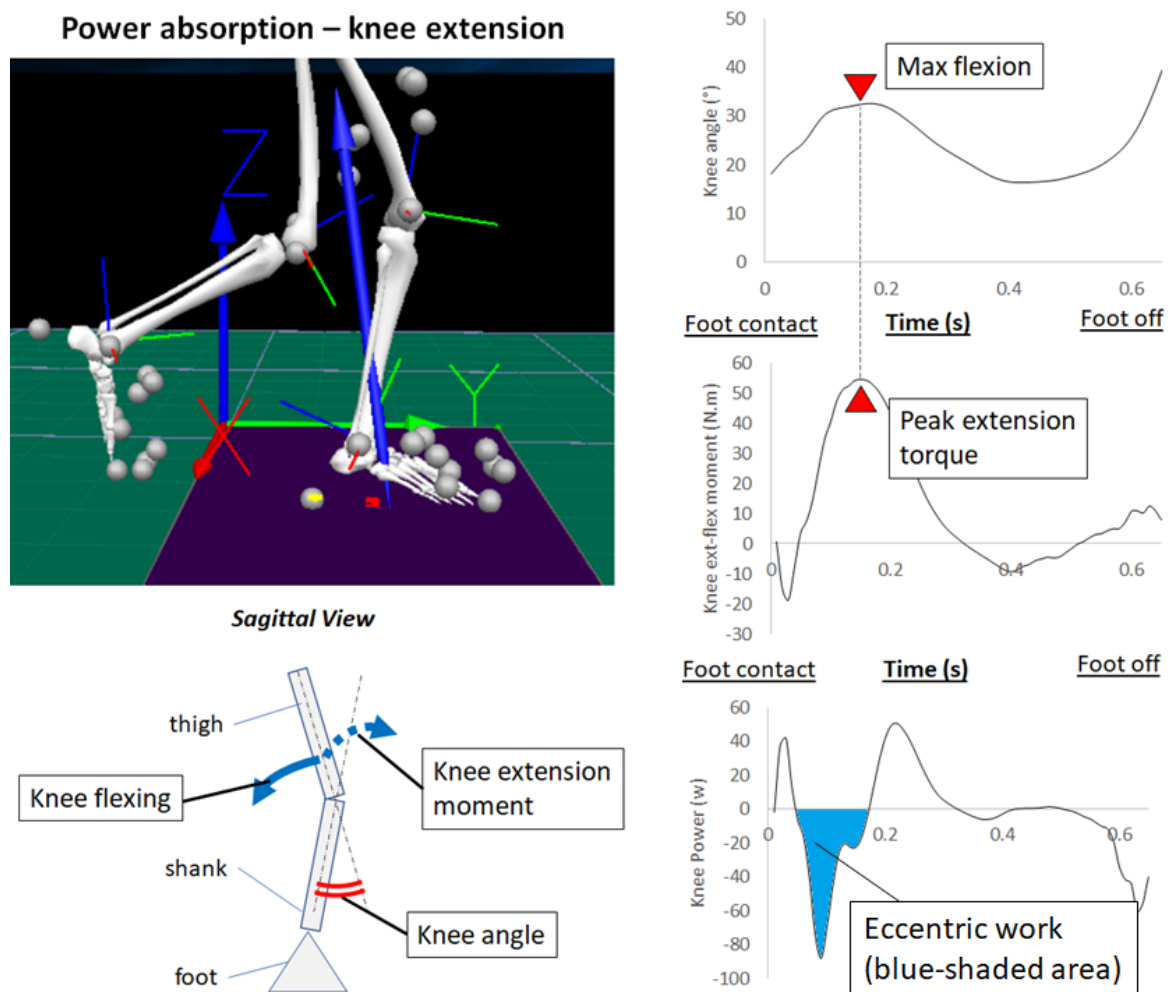 Power absorption – knee extension
Z
X
Y
Sagittal View
thigh
Knee flexing
Knee extension
moment
shank
Knee angle
foot
Knee angle (°)
50
40
30
20
10
0
0
0.2
0.4
0.6
Max flexion
Foot contact
Time (s)
Foot off
Knee ext-flex moment (N.m)
60
50
40
30
20
10
0
-10
-20
-30
0
0.2
0.4
0.6
Peak extension
torque
Foot contact
Time (s)
Foot off
Knee Power (w)
60
40
20
0
-20
-40
-60
-80
-100
0
0.2
0.4
0.6
Eccentric work
(blue-shaded area)